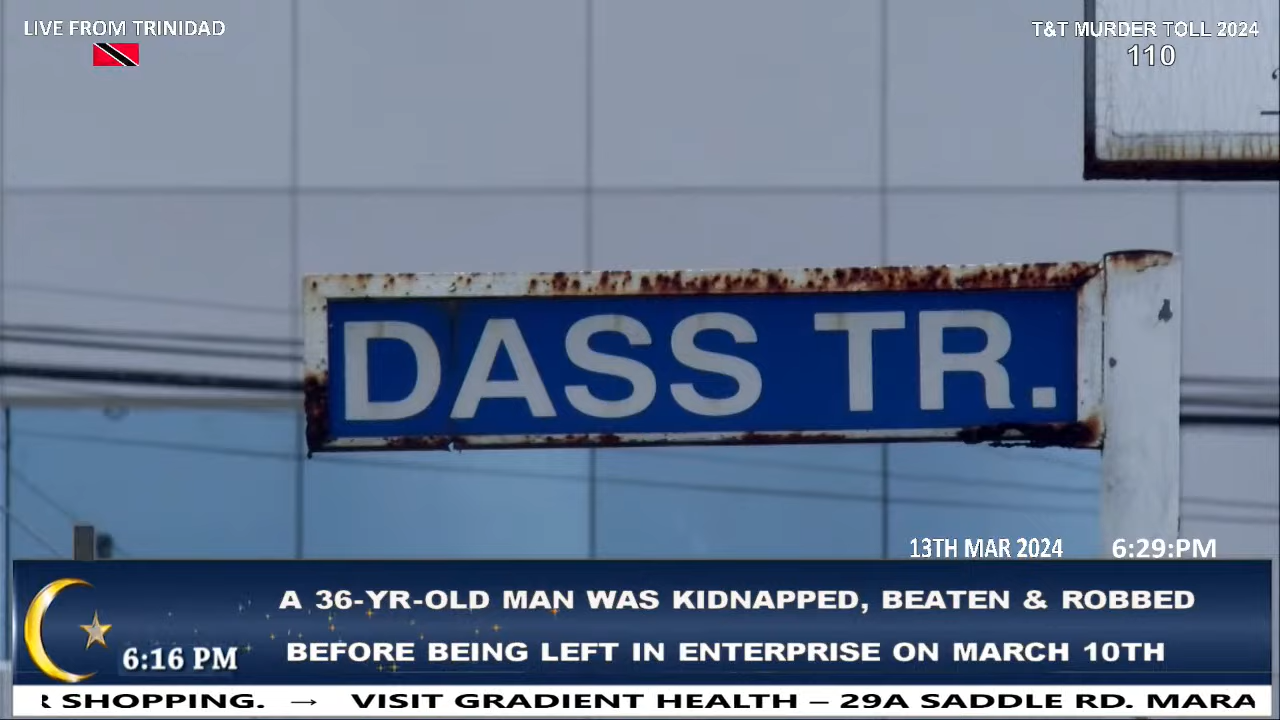 LIVE FROM TRINIDAD
T&T MURDER TOLL 2024
110
DASS TR.
13TH MAR 2024 6:29:PM
A 36-YR-OLD MAN WAS KIDNAPPED, BEATEN & ROBBED
BEFORE BEING LEFT IN ENTERPRISE ON MARCH 10TH
6:16 PM
SHOPPING. → VISIT GRADIENT HEALTH – 29A SADDLE RD. MARA